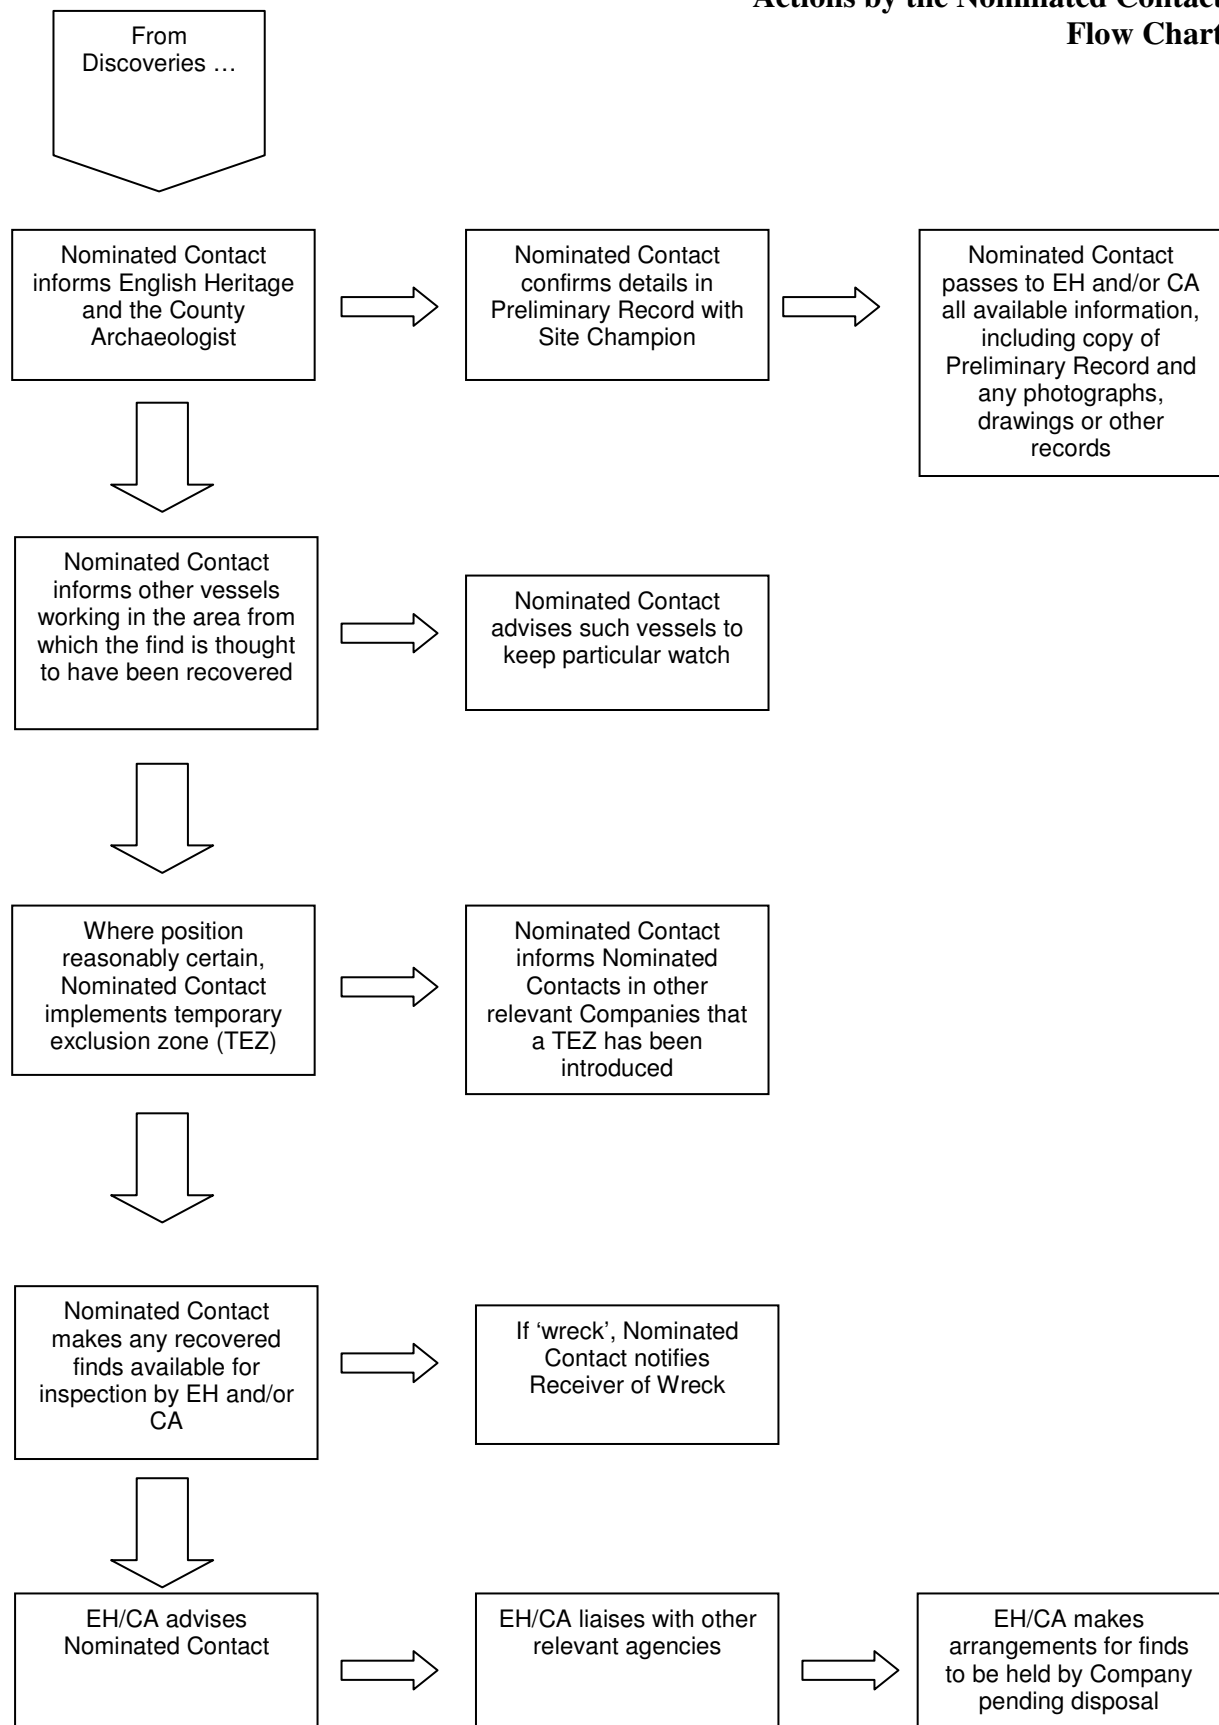 Actions by the Nominated Contact
Flow Chart
From
Discoveries …
Nominated Contact
informs English Heritage
and the County
Archaeologist
Nominated Contact
confirms details in
Preliminary Record with
Site Champion
Nominated Contact
passes to EH and/or CA
all available information,
including copy of
Preliminary Record and
any photographs,
drawings or other
records
Nominated Contact
informs other vessels
working in the area from
which the find is thought
to have been recovered
Nominated Contact
advises such vessels to
keep particular watch
Where position
reasonably certain,
Nominated Contact
implements temporary
exclusion zone (TEZ)
Nominated Contact
informs Nominated
Contacts in other
relevant Companies that
a TEZ has been
introduced
Nominated Contact
makes any recovered
finds available for
inspection by EH and/or
CA
If ‘wreck’, Nominated
Contact notifies
Receiver of Wreck
EH/CA advises
Nominated Contact
EH/CA liaises with other
relevant agencies
EH/CA makes
arrangements for finds
to be held by Company
pending disposal